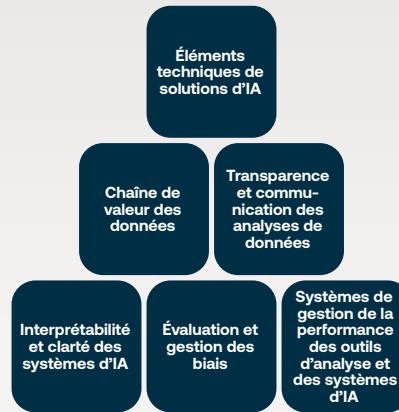 Éléments
techniques de
solutions d’IA
Chaîne de
valeur des
données
Transparence
et commu-
nication des
analyses de
données
Interprétabilité
et clarté des
systèmes d’IA
Évaluation et
gestion des
biais
Systèmes de
gestion de la
performance
des outils
d’analyse et
des systèmes
d’IA